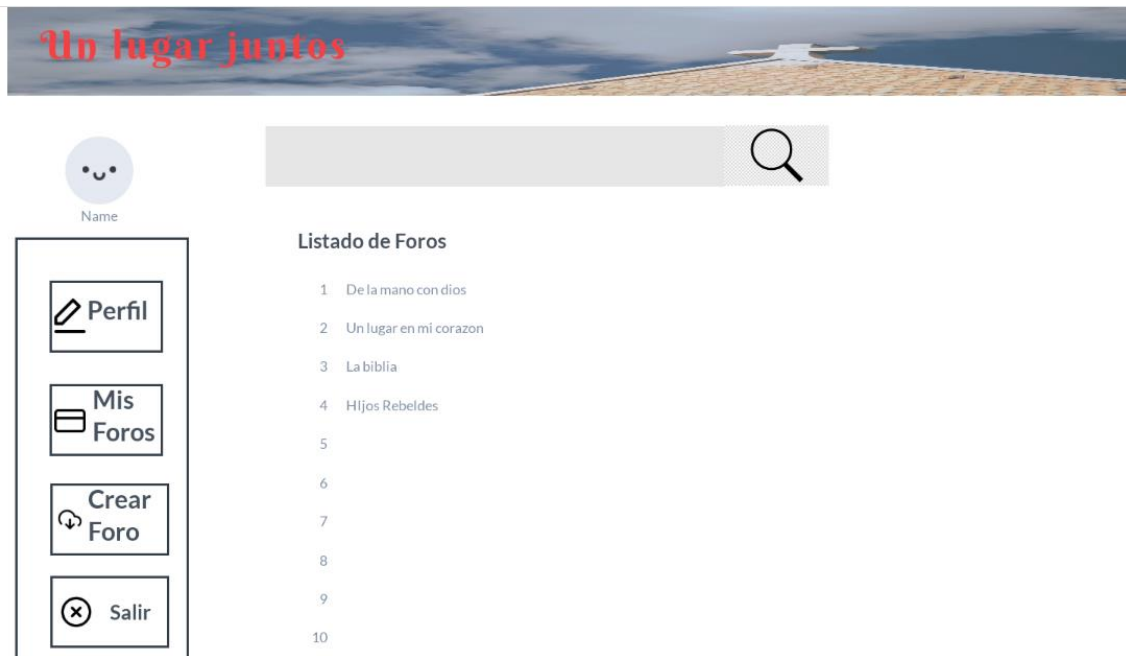 Un lugar juntos
Name
Perfil
Mis
Foros
Crear
Foro
Salir
Listado de Foros
1 De la mano con dios
2 Un lugar en mi corazon
3 La biblia
4 HIjos Rebeldes
5
6
7
8
9
10